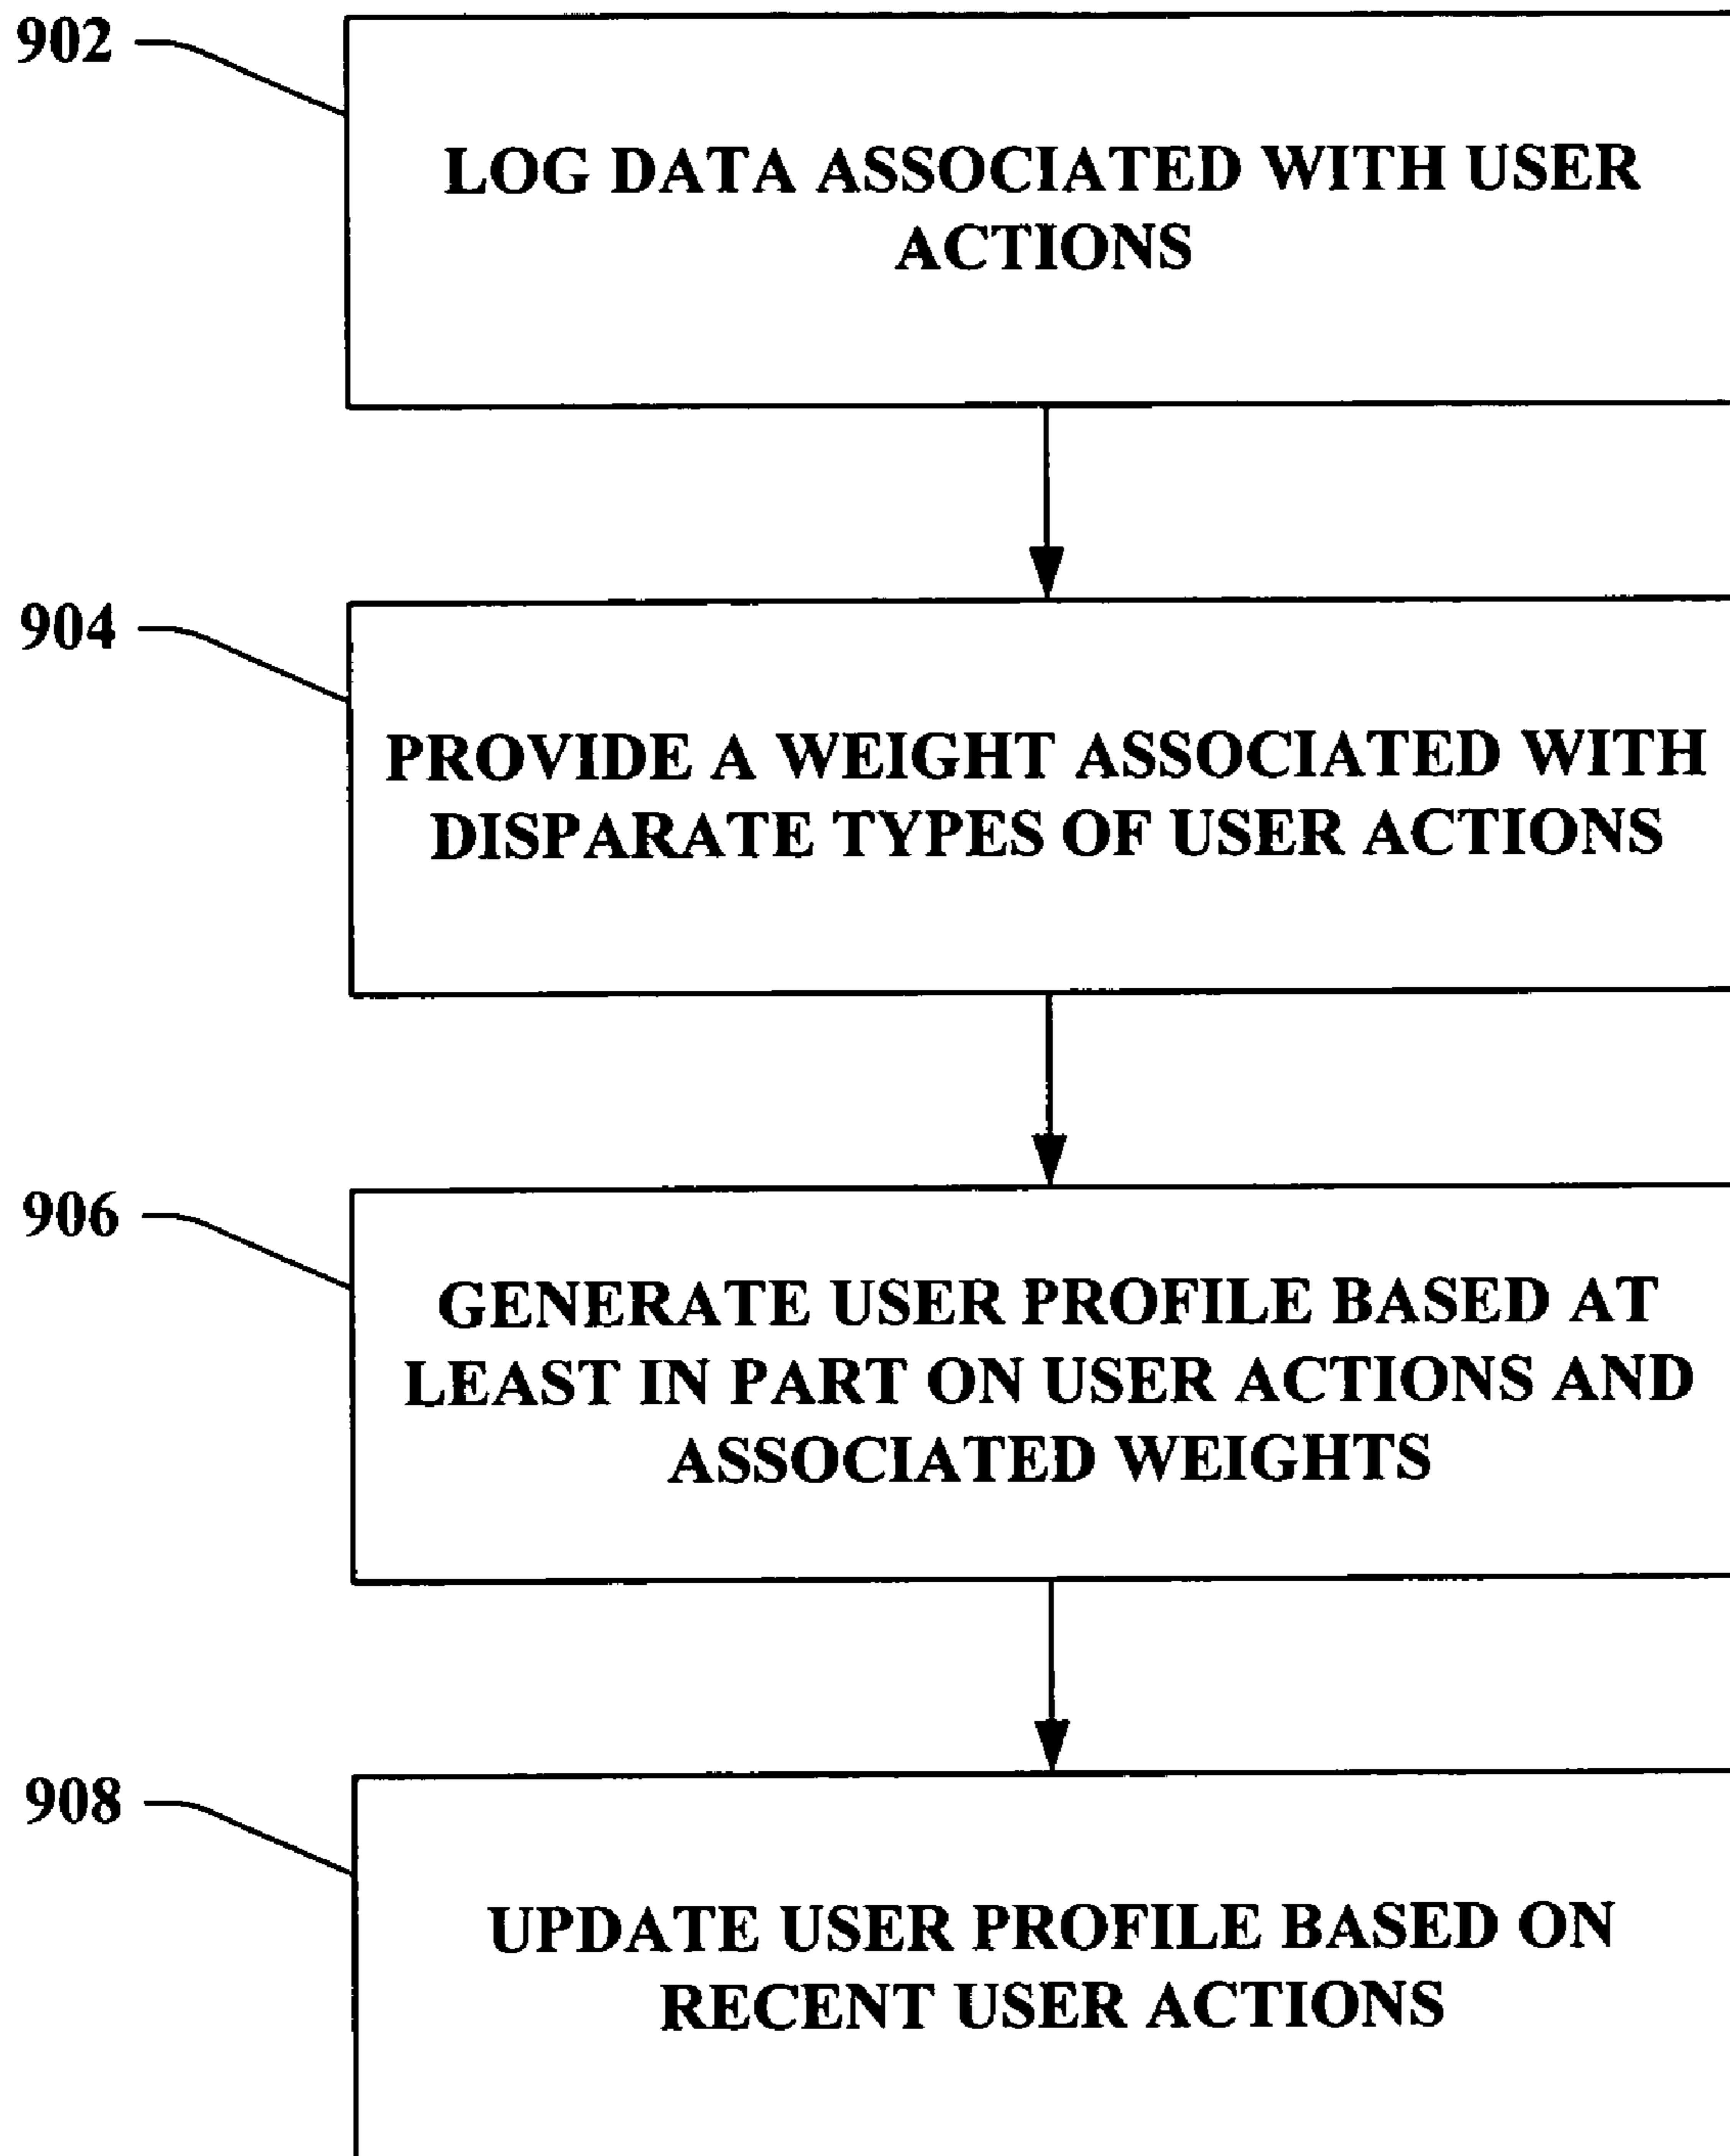 902
LOG DATA ASSOCIATED WITH USER
ACTIONS
904
PROVIDE A WEIGHT ASSOCIATED WITH
DISPARATE TYPES OF USER ACTIONS
906
GENERATE USER PROFILE BASED AT
LEAST IN PART ON USER ACTIONS AND
ASSOCIATED WEIGHTS
908
UPDATE USER PROFILE BASED ON
RECENT USER ACTIONS